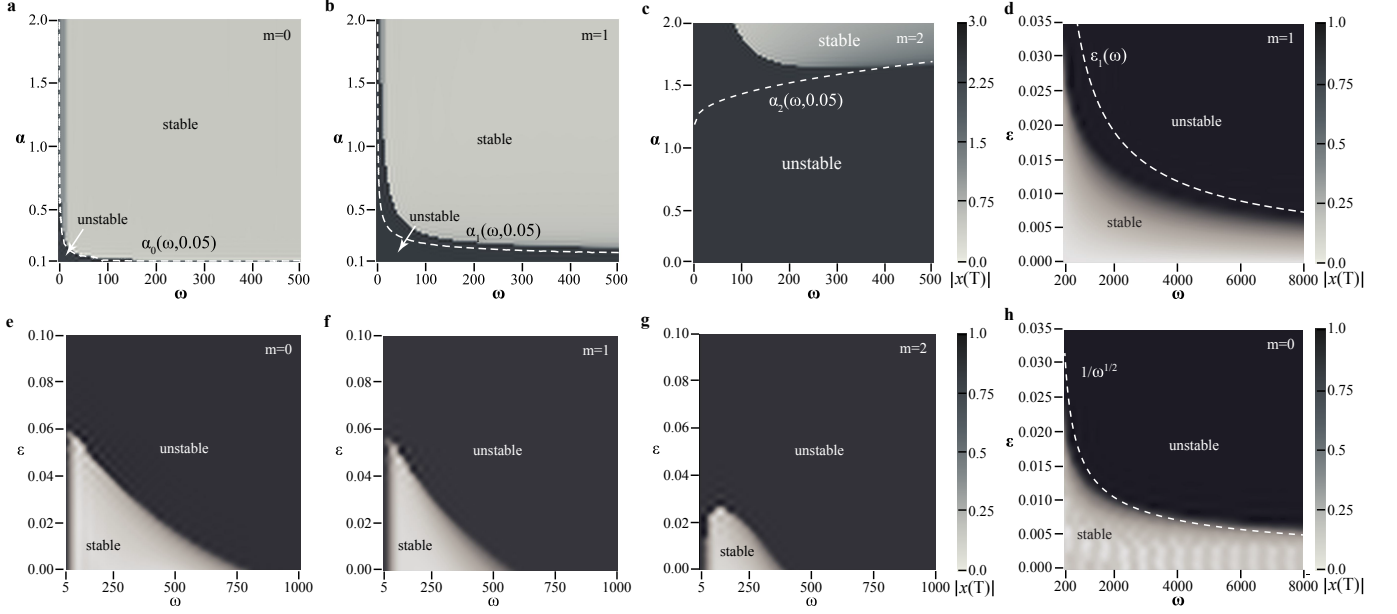 a
2.0
1.5
1.0
0.5
0.1
α
m=0
stable
unstable
α0(ω,0.05)
0 100 200 300 400 500
ω
b
2.0
1.5
1.0
0.5
0.1
α
m=1
stable
unstable
α1(ω,0.05)
0 100 200 300 400 500
ω
c
2.0
1.5
1.0
0.5
0.0
α
stable
m=2
α2(ω,0.05)
unstable
0 100 200 300 400 500
ω
3.0
2.25
1.5
0.75
0.0
|x(T)|
d
0.035
0.030
0.025
0.020
0.015
0.010
0.005
0.000
ε
m=1
ε1(ω)
unstable
stable
200 2000 4000 6000 8000
ω
1.0
0.75
0.5
0.25
0.0
|x(T)|
e
0.10
0.08
0.06
0.04
0.02
0.00
ε
m=0
unstable
stable
5 250 500 750 1000
ω
f
0.10
0.08
0.06
0.04
0.02
0.00
ε
m=1
unstable
stable
5 250 500 750 1000
ω
g
0.10
0.08
0.06
0.04
0.02
0.00
ε
m=2
unstable
stable
5 250 500 750 1000
ω
1.0
0.75
0.5
0.25
0.0
|x(T)|
h
0.035
0.030
0.025
0.020
0.015
0.010
0.005
0.000
ε
m=0
1/ω^1/2
unstable
stable
200 2000 4000 6000 8000
ω
1.0
0.75
0.5
0.25
0.0
|x(T)|